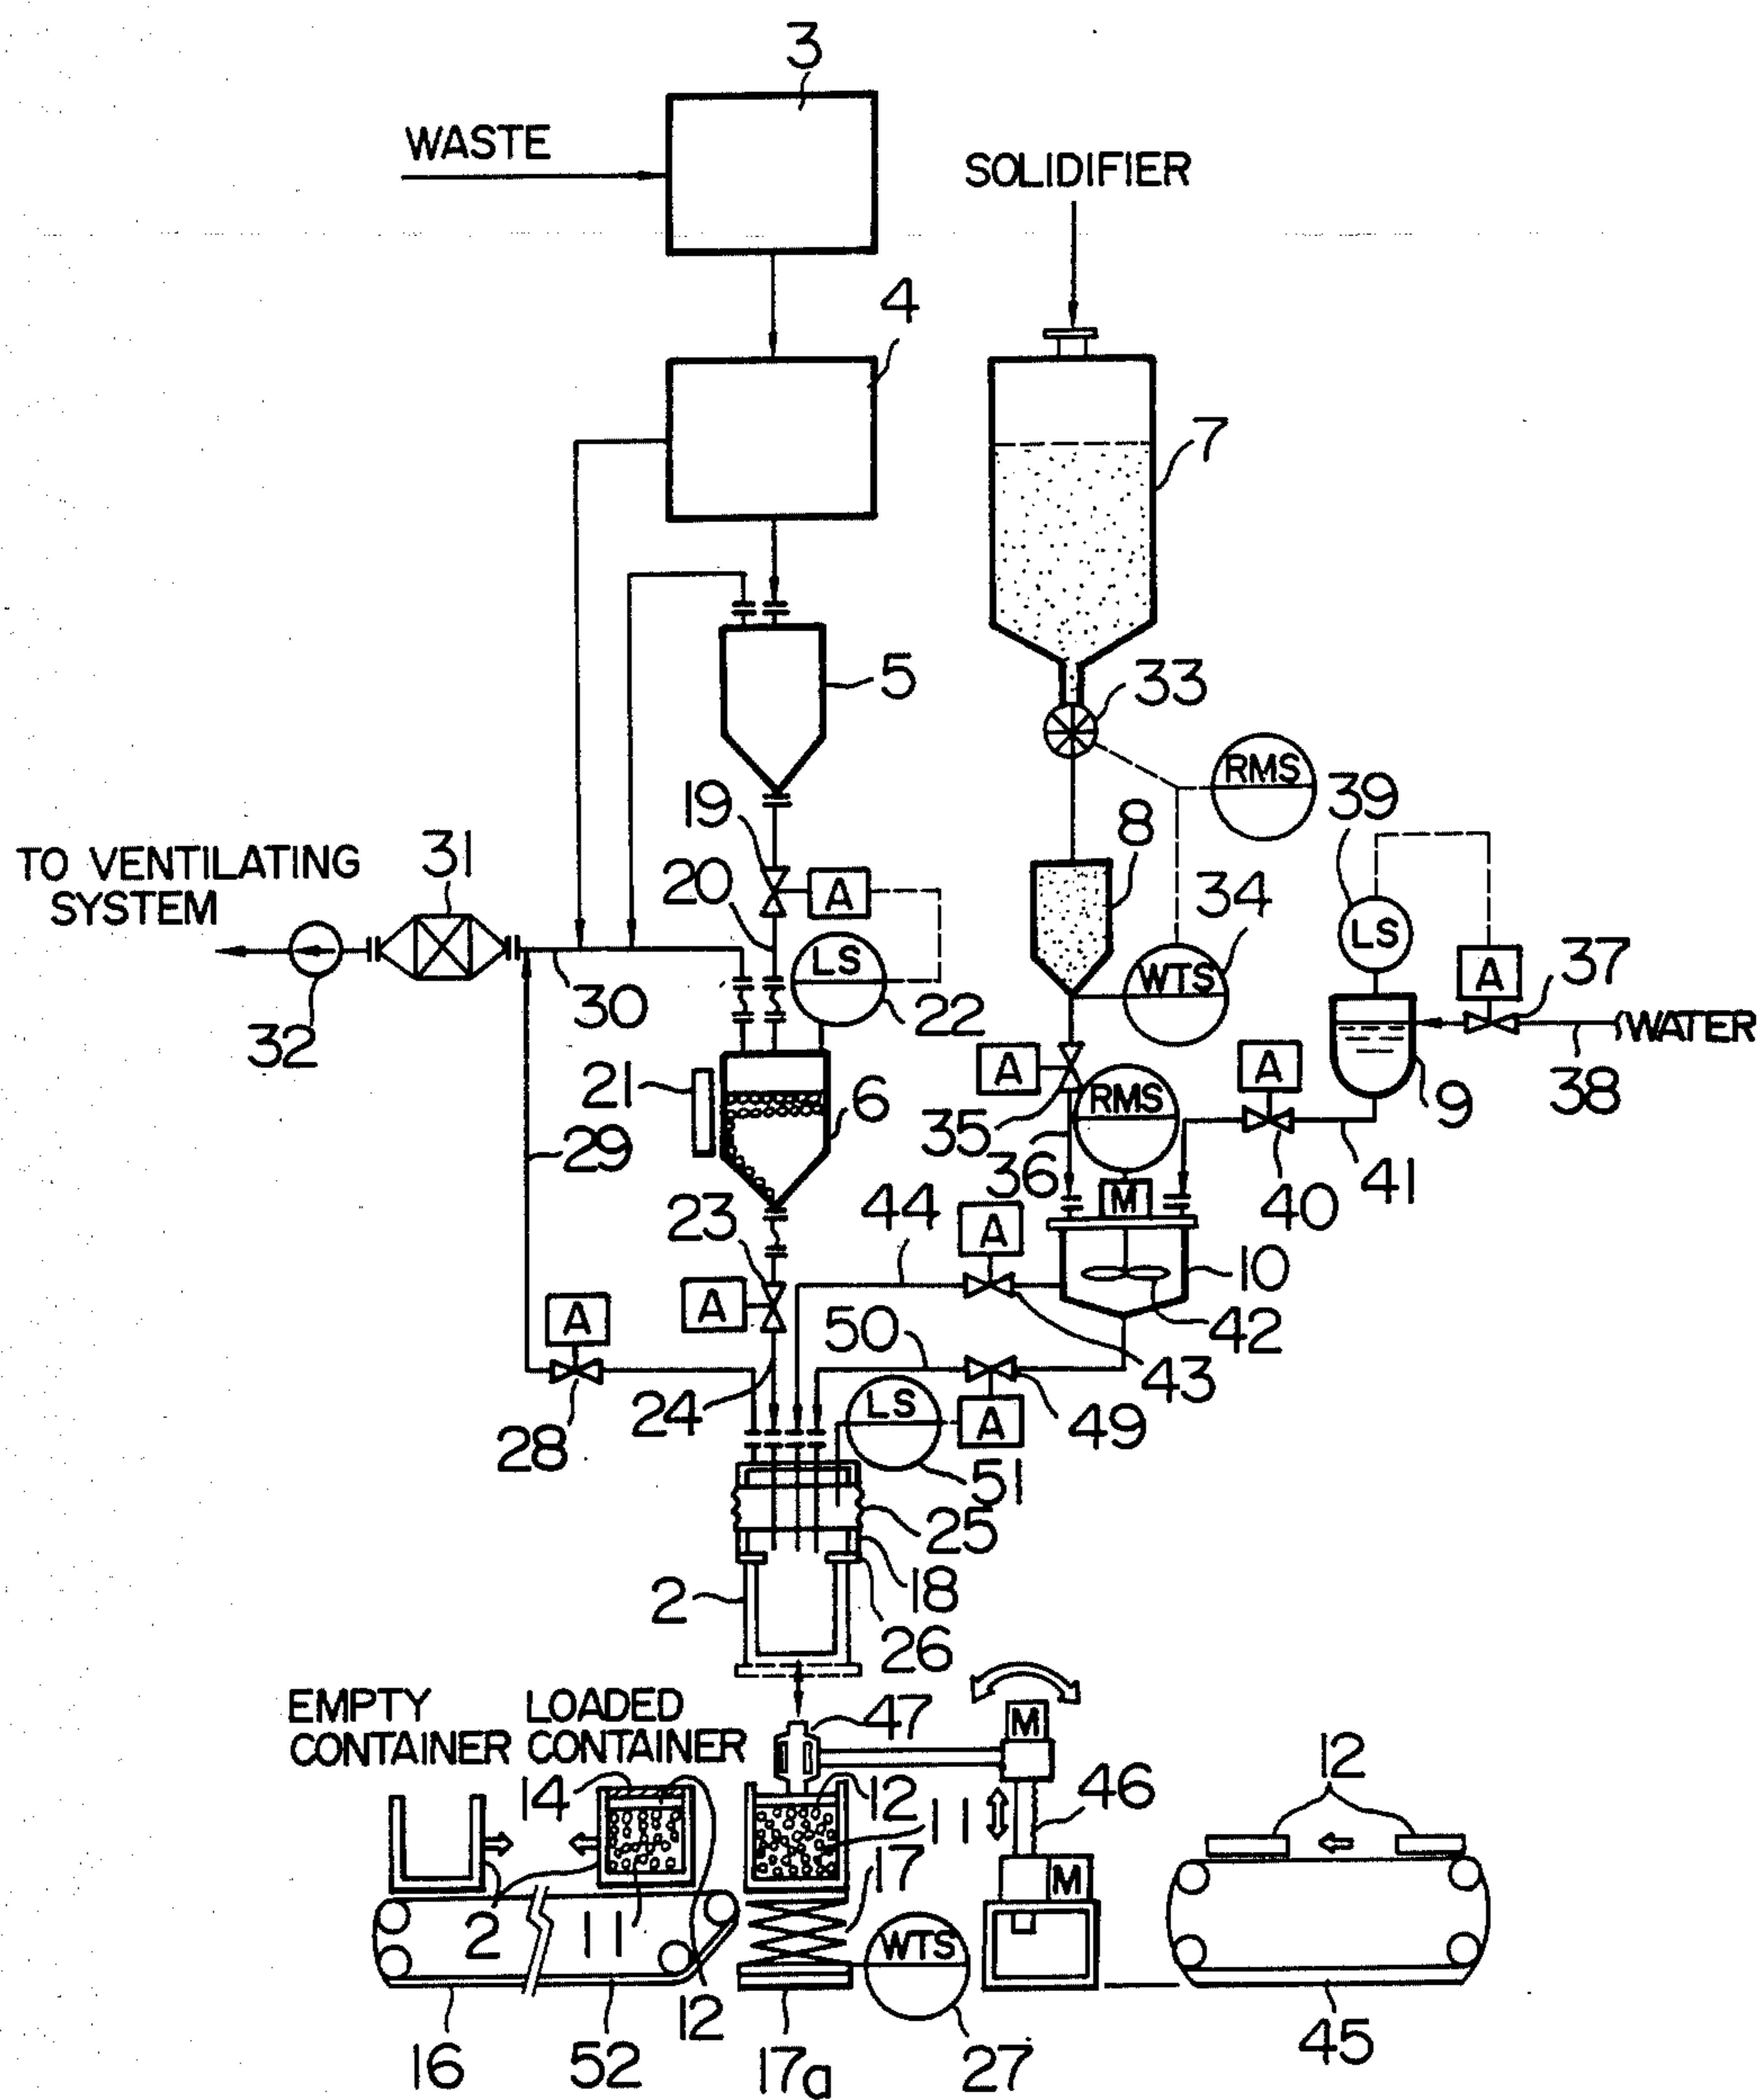 3
WASTE
SOLIDIFIER
4
7
5
33
RMS
39
19
8
31
TO VENTILATING
SYSTEM
20
A
34
LS
LS
WTS
A
37
30
22
WATER
32
21
A
A
38
6
RMS
9
35
29
36
40
41
23
44
A
M
10
A
A
50
42
43
24
LS
28
A
49
51
25
2
18
26
EMPTY
CONTAINER
LOADED
CONTAINER
47
M
12
14
12
46
11
17
M
2
11
WTS
12
16
52
17a
27
45